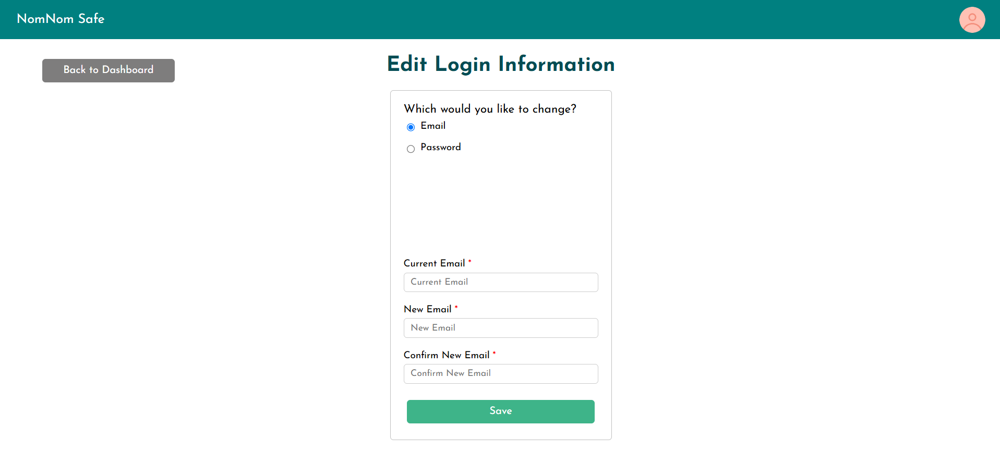 NomNom Safe
Back to Dashboard
Edit Login Information
Which would you like to change?
Email
Password
Current Email *
Current Email
New Email *
New Email
Confirm New Email *
Confirm New Email
Save